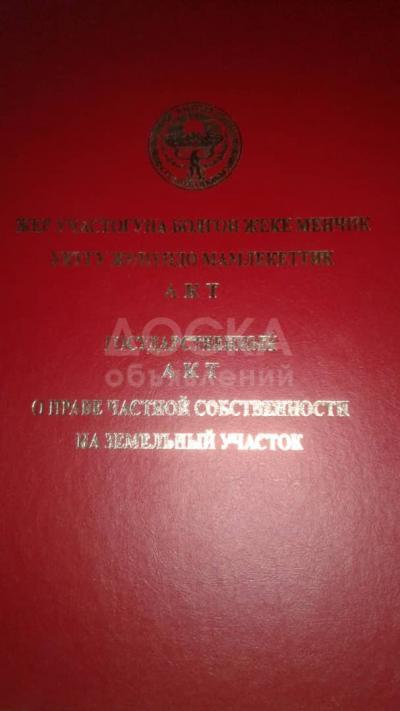 ЖЕР УЧАСТОГУНА БОЛГОН ЖЕКЕ МЕНЧИК
УКУГУ ЖӨНҮНДӨ МАМЛЕКЕТТИК
А К Т
ГОСУДАРСТВЕННЫЙ
А К Т
О ПРАВЕ ЧАСТНОЙ СОБСТВЕННОСТИ
НА ЗЕМЕЛЬНЫЙ УЧАСТОК
ДОСКА
объявлений